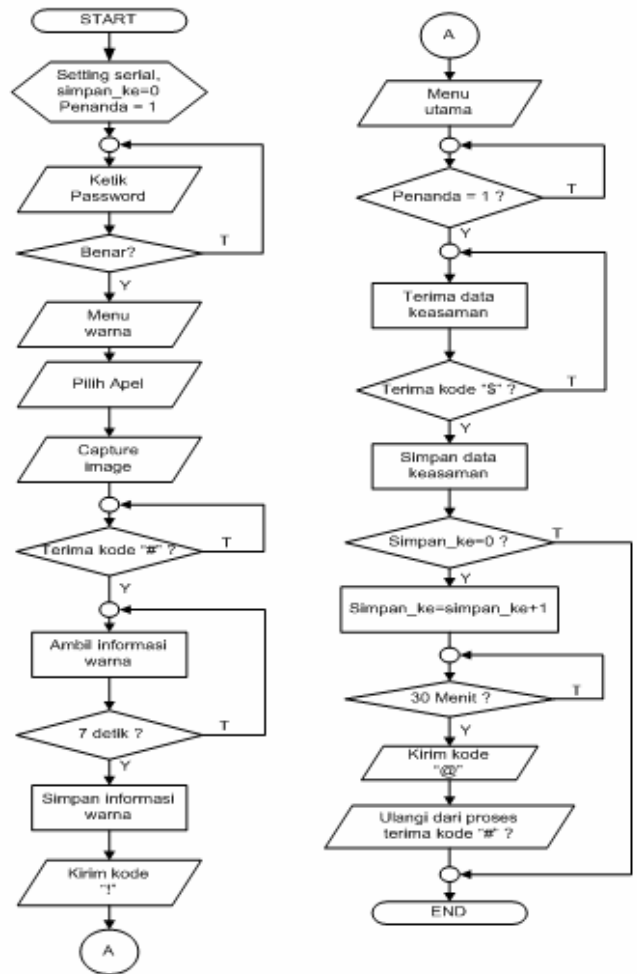 START
Setting serial,
simpan_ke=0
Penanda = 1
Ketik
Password
Benar?
T
Y
Menu
warna
Pilih Apel
Capture
image
Terima kode "#" ?
T
Y
Ambil informasi
warna
7 detik ?
T
Y
Simpan informasi
warna
Kirim kode
"!"
A
A
Menu
utama
Penanda = 1 ?
T
Y
Terima data
keasaman
Terima kode "$" ?
T
Y
Simpan data
keasaman
Simpan_ke=0 ?
T
Y
Simpan_ke=simpan_ke+1
30 Menit ?
T
Y
Kirim kode
"@"
Ulangi dari proses
terima kode "#" ?
END